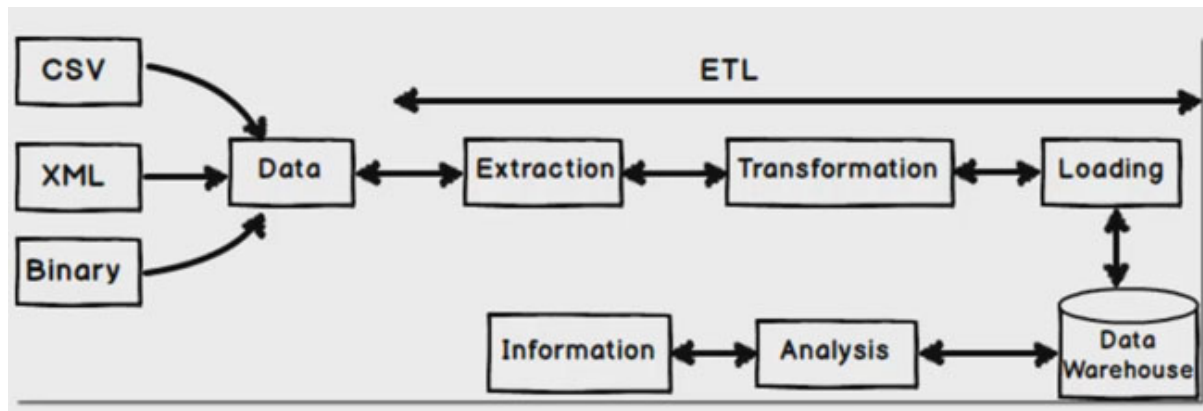 CSV
ETL
XML
Data
Extraction
Transformation
Loading
Binary
Information
Analysis
Data
Warehouse